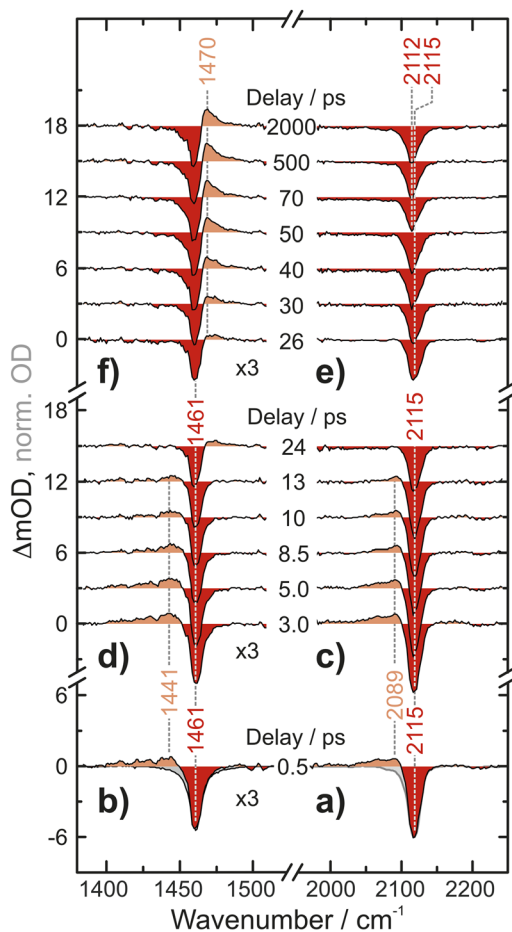 1470
2112
2115
Delay / ps
18
2000
500
12
70
50
6
40
30
0
26
f)
x3
e)
ΔmOD, norm. OD
18
1461
Delay / ps
2115
24
12
13
10
6
8.5
5.0
0
3.0
d)
x3
c)
6
1441
1461
Delay / ps
2089
2115
0
0.5
b)
x3
a)
-6
1400 1450 1500 2000 2100 2200
Wavenumber / cm⁻¹